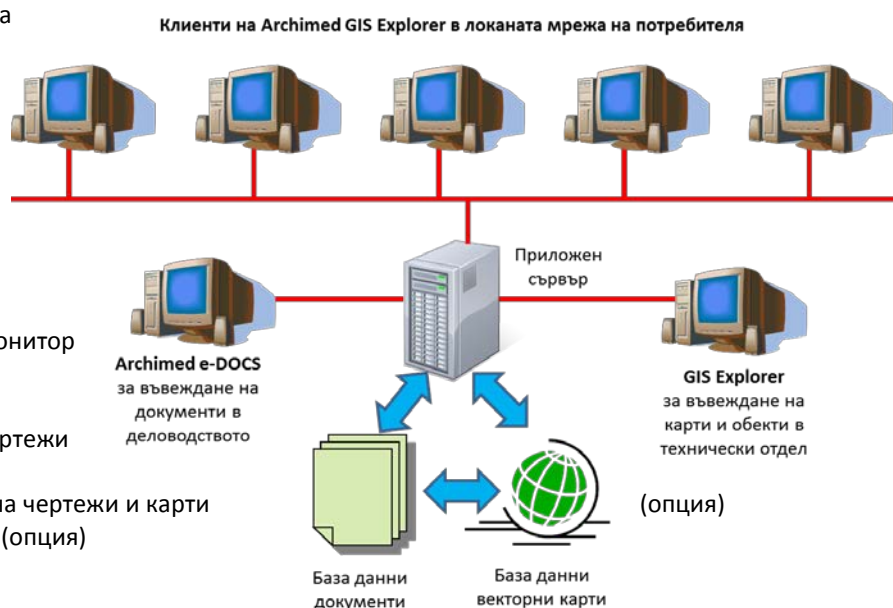 а
Клиенти на Archimed GIS Explorer в локаната мрежа на потребителя
Приложен
сървър
онитор
Archimed e-DOCS
за въвеждане на
документи в
деловодството
GIS Explorer
за въвеждане на
карти и обекти в
технически отдел
ртежи
на чертежи и карти
(опция)
(опция)
База данни
документи
База данни
векторни карти